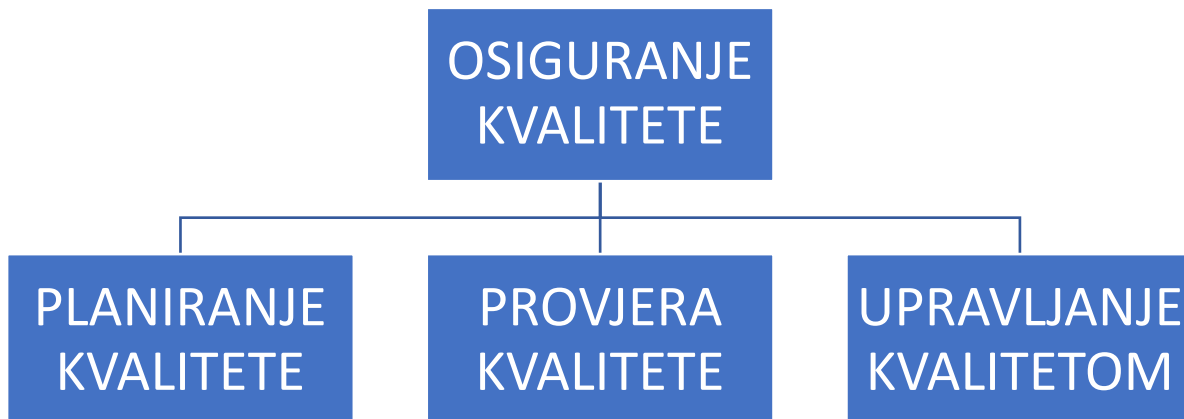 OSIGURANJE
KVALITETE
PLANIRANJE
KVALITETE
PROVJERA
KVALITETE
UPRAVLJANJE
KVALITETOM